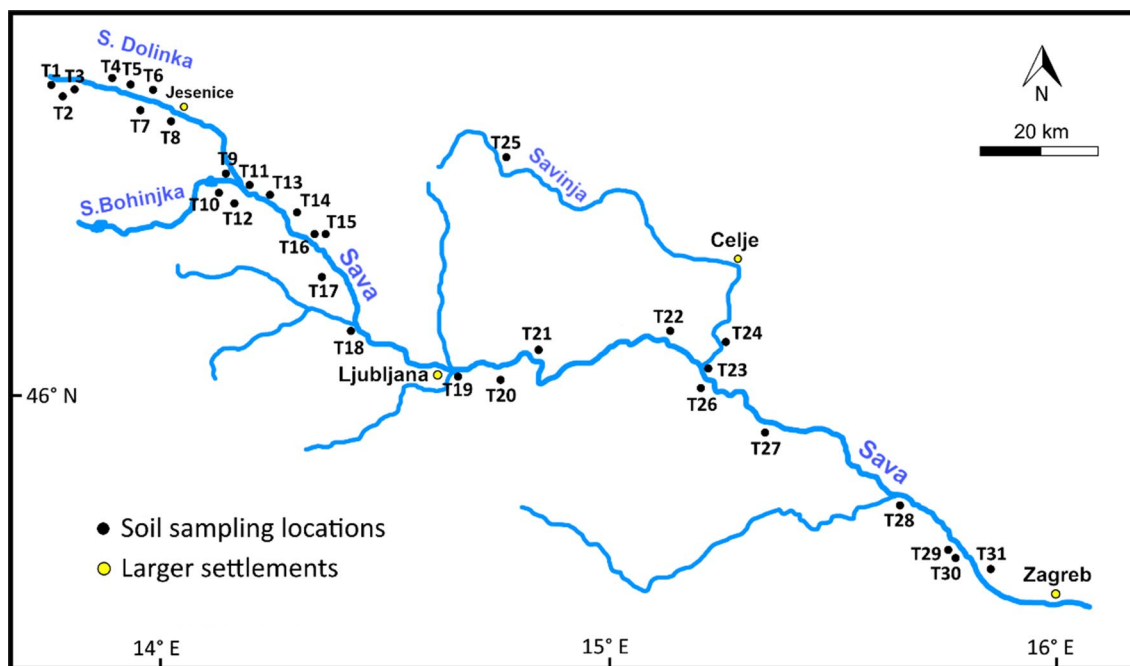 S. Dolinka
T1
T3
T4
T5
T6
T2
Jesenice
T7
T8
N
20 km
T25
Savinja
T9
T11
T13
S.Bohinjka
T10
T12
T14
T15
T16
Sava
T17
Celje
T18
T22
T24
T21
Ljubljana
T19
T20
T23
T26
46° N
T27
Sava
T28
Soil sampling locations
Larger settlements
T29
T30
T31
Zagreb
14° E
15° E
16° E